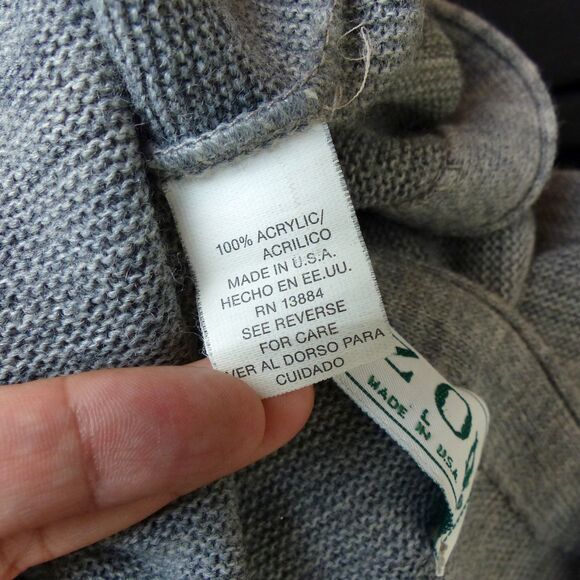 100% ACRYLIC/
ACRILICO
MADE IN U.S.A.
HECHO EN EE.UU.
RN 13884
SEE REVERSE
FOR CARE
VER AL DORSO PARA
CUIDADO
L
MADE IN U.S.A.